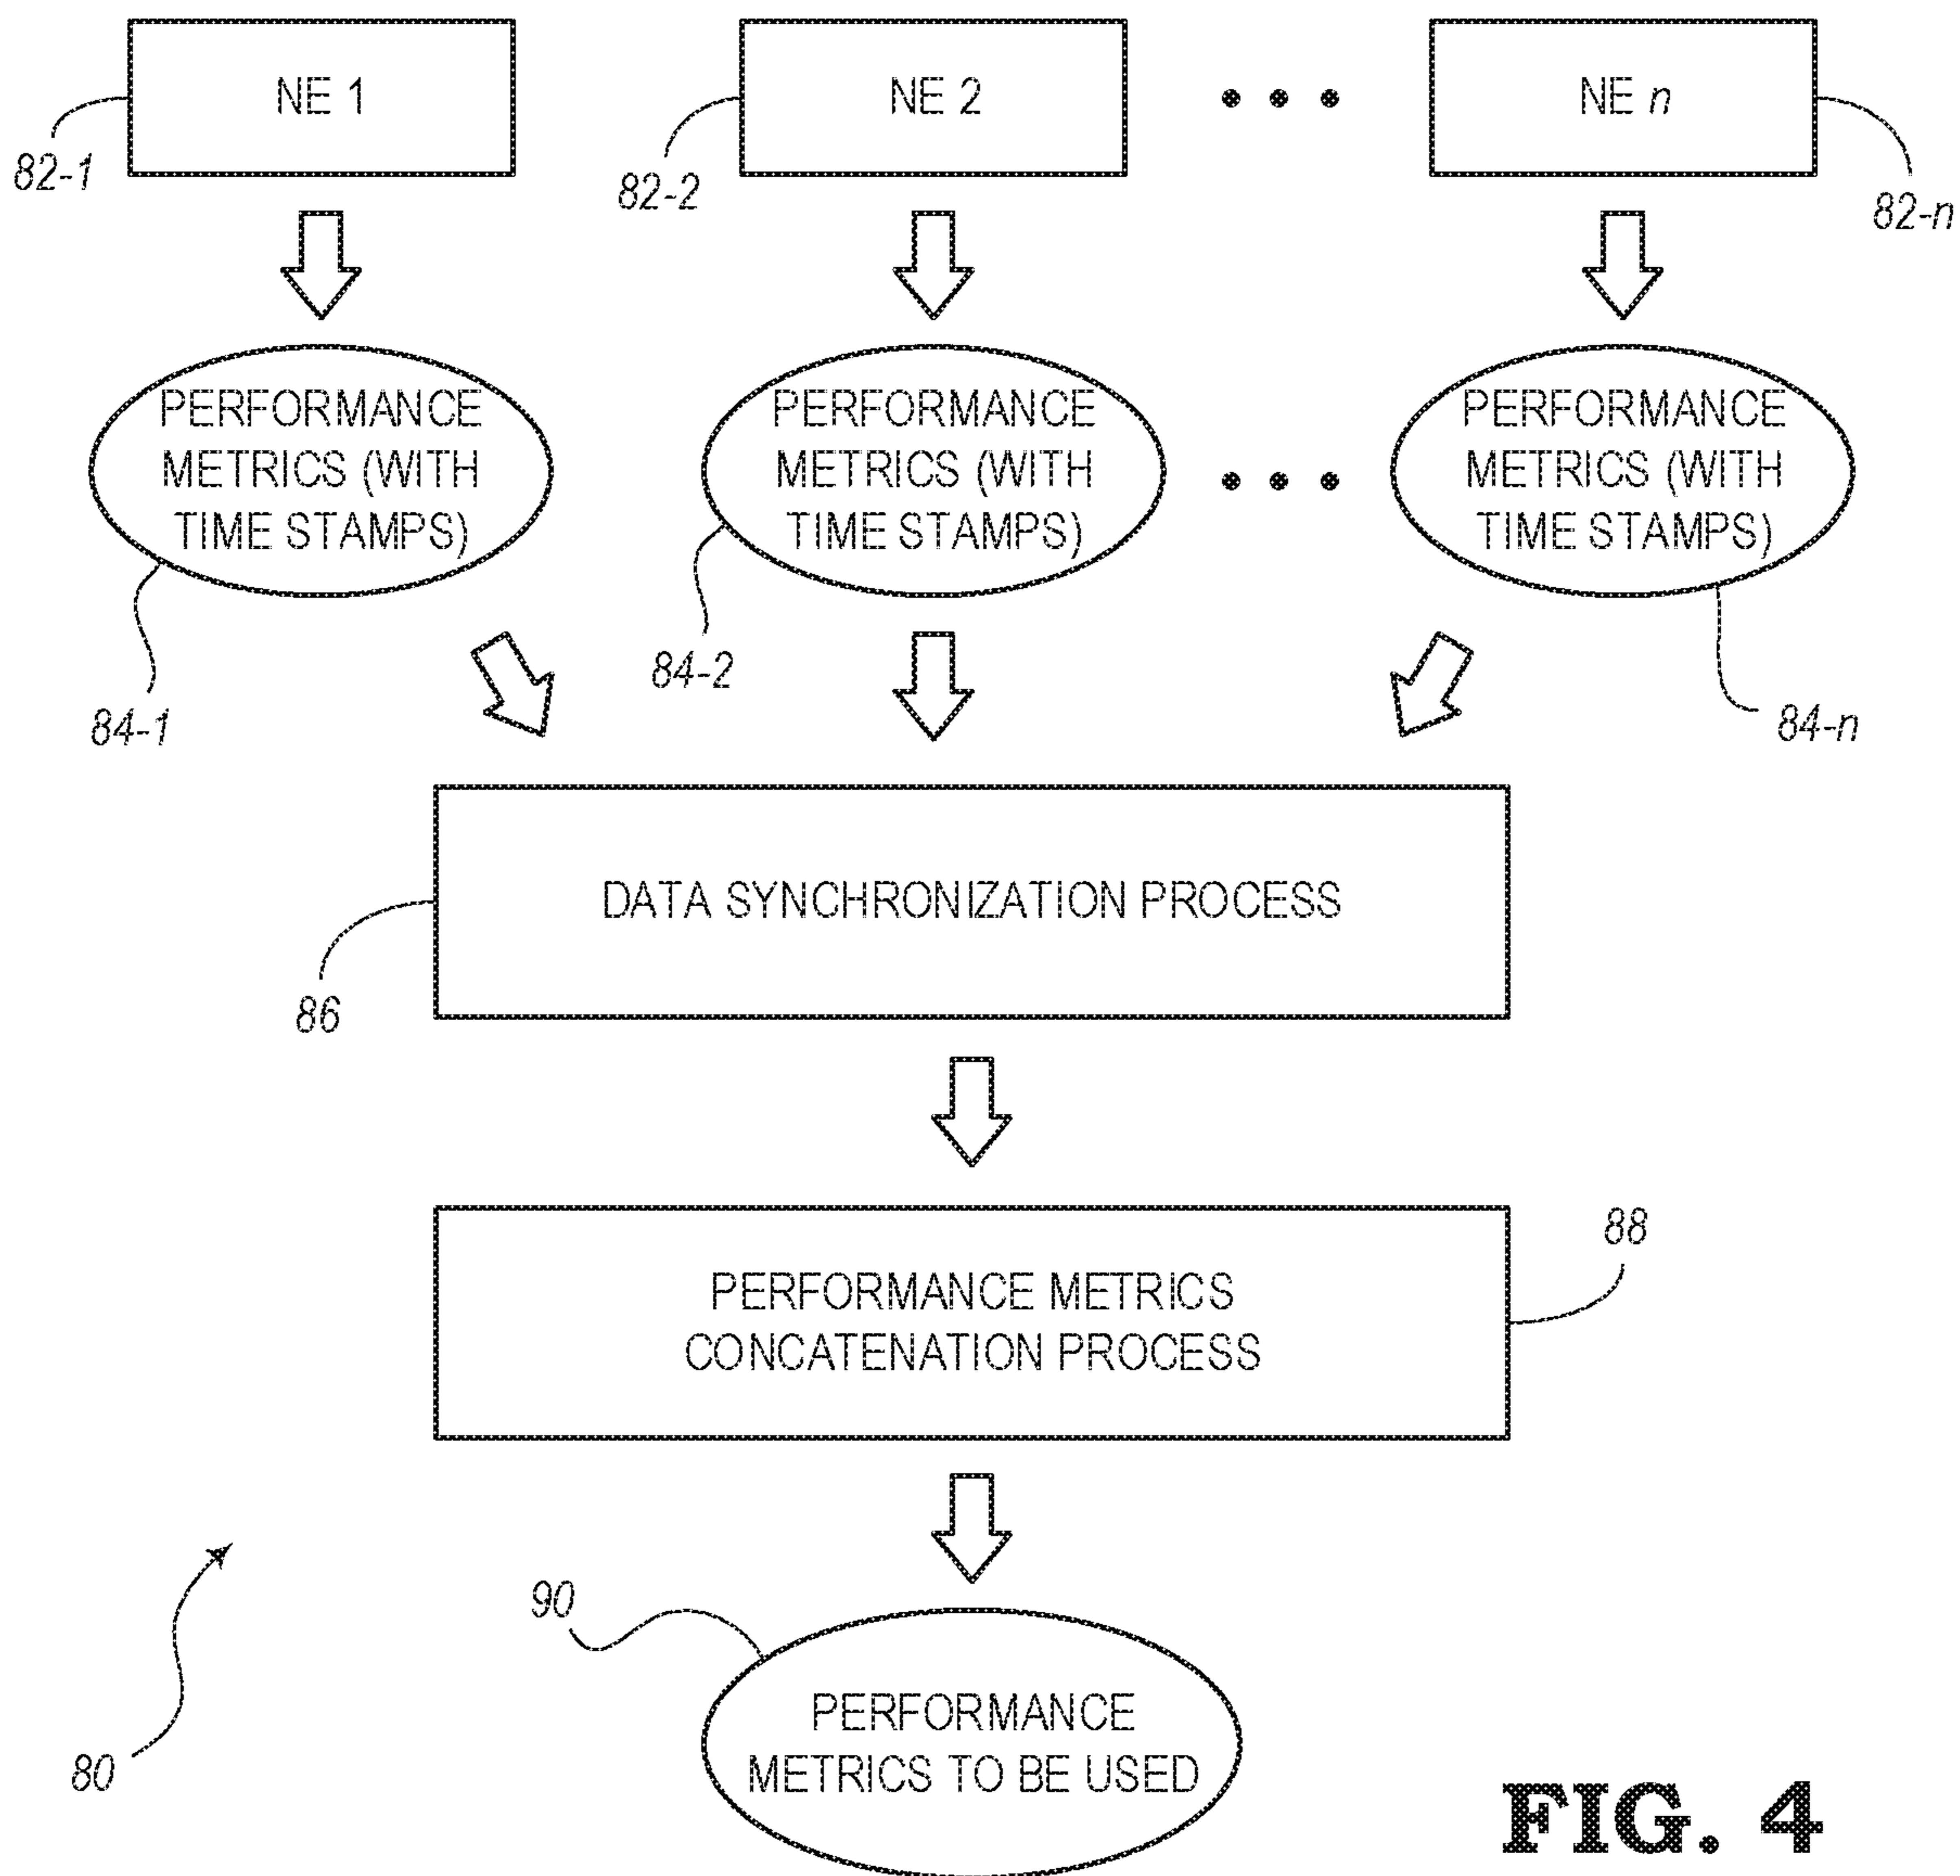 NE 1
NE 2
NE n
82-1
82-2
82-n
PERFORMANCE
METRICS (WITH
TIME STAMPS)
PERFORMANCE
METRICS (WITH
TIME STAMPS)
PERFORMANCE
METRICS (WITH
TIME STAMPS)
84-1
84-2
84-n
DATA SYNCHRONIZATION PROCESS
86
88
PERFORMANCE METRICS
CONCATENATION PROCESS
90
PERFORMANCE
METRICS TO BE USED
80
FIG. 4